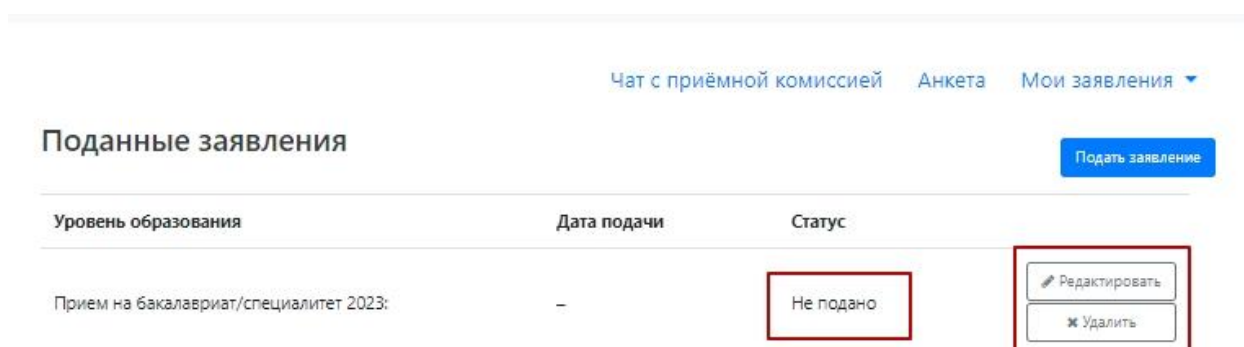 Чат с приёмной комиссией Анкета Мои заявления
Поданные заявления
Подать заявление
Уровень образования Дата подачи Статус
Редактировать
Прием на бакалавриат/специалитет 2023: – Не подано
Удалить